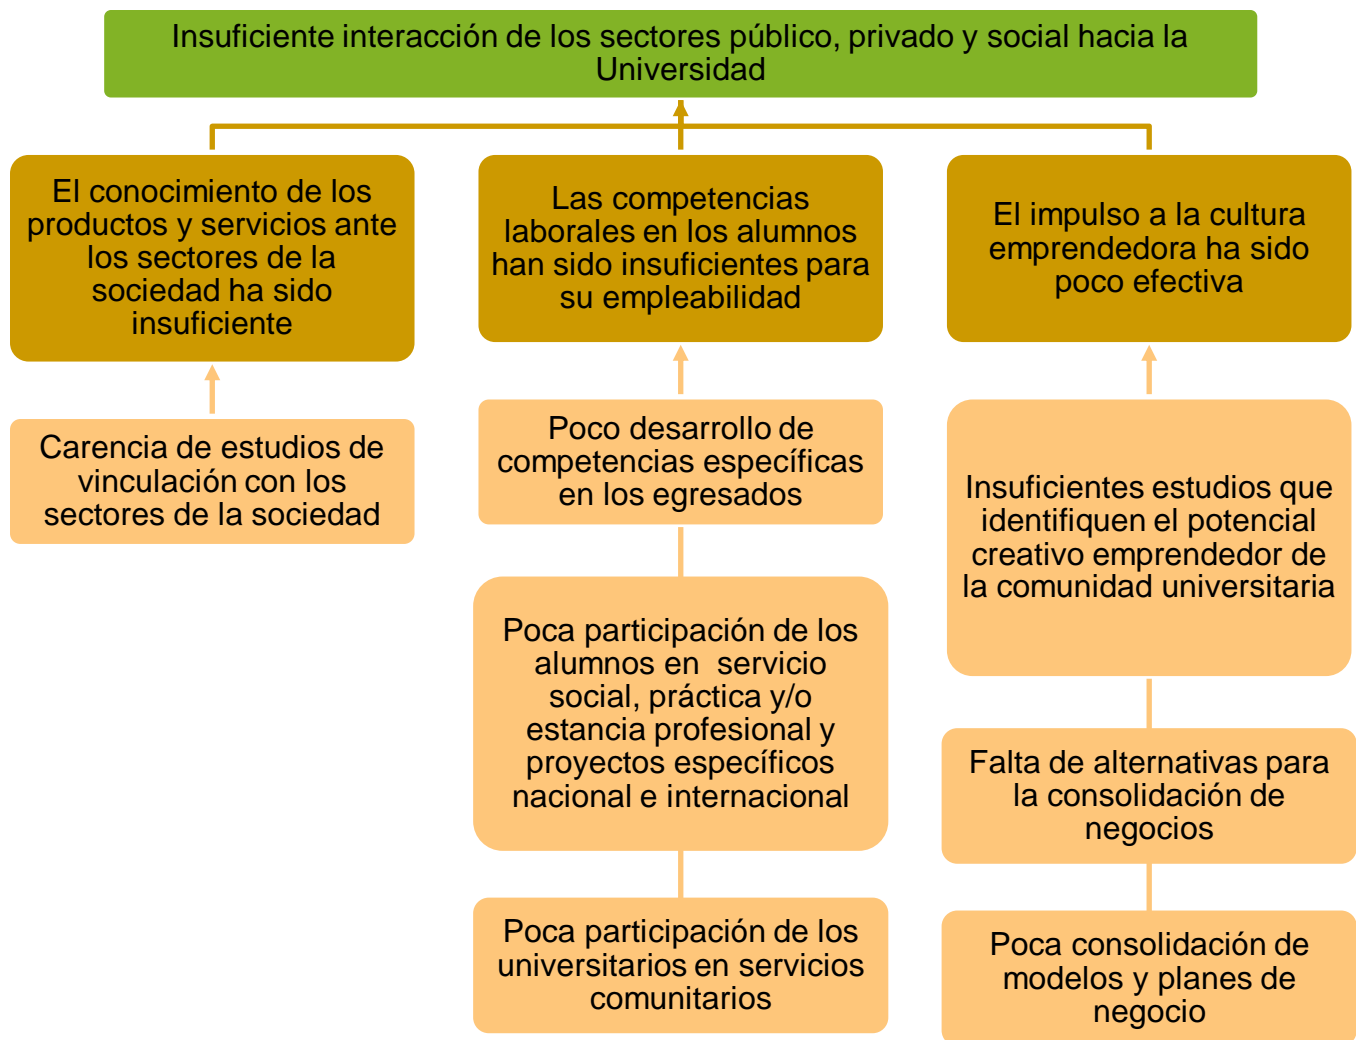 Insuficiente interacción de los sectores público, privado y social hacia la
Universidad
El conocimiento de los
productos y servicios ante
los sectores de la
sociedad ha sido
insuficiente
Las competencias
laborales en los alumnos
han sido insuficientes para
su empleabilidad
El impulso a la cultura
emprendedora ha sido
poco efectiva
Carencia de estudios de
vinculación con los
sectores de la sociedad
Poco desarrollo de
competencias específicas
en los egresados
Insuficientes estudios que
identifiquen el potencial
creativo emprendedor de
la comunidad universitaria
Poca participación de los
alumnos en  servicio
social, práctica y/o
estancia profesional y
proyectos específicos
nacional e internacional
Falta de alternativas para
la consolidación de
negocios
Poca participación de los
universitarios en servicios
comunitarios
Poca consolidación de
modelos y planes de
negocio